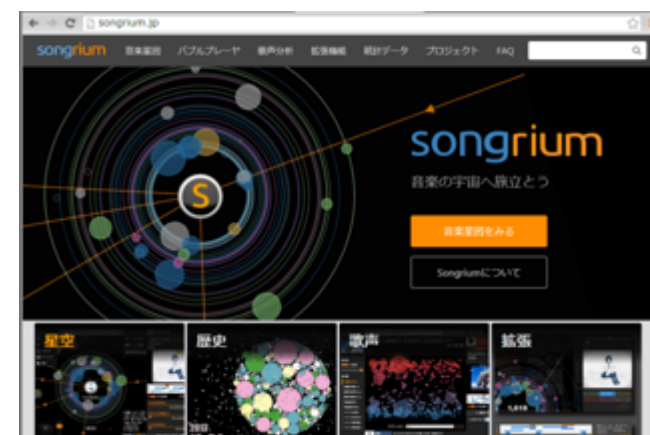 songrium.jp
songrium 音楽星図 バブルプレーヤ 歌声分析 拡張機能 統計データ プロジェクト FAQ
S
songrium
音楽の宇宙へ旅立とう
音楽星図をみる
Songriumについて
星空 歴史 歌声 拡張